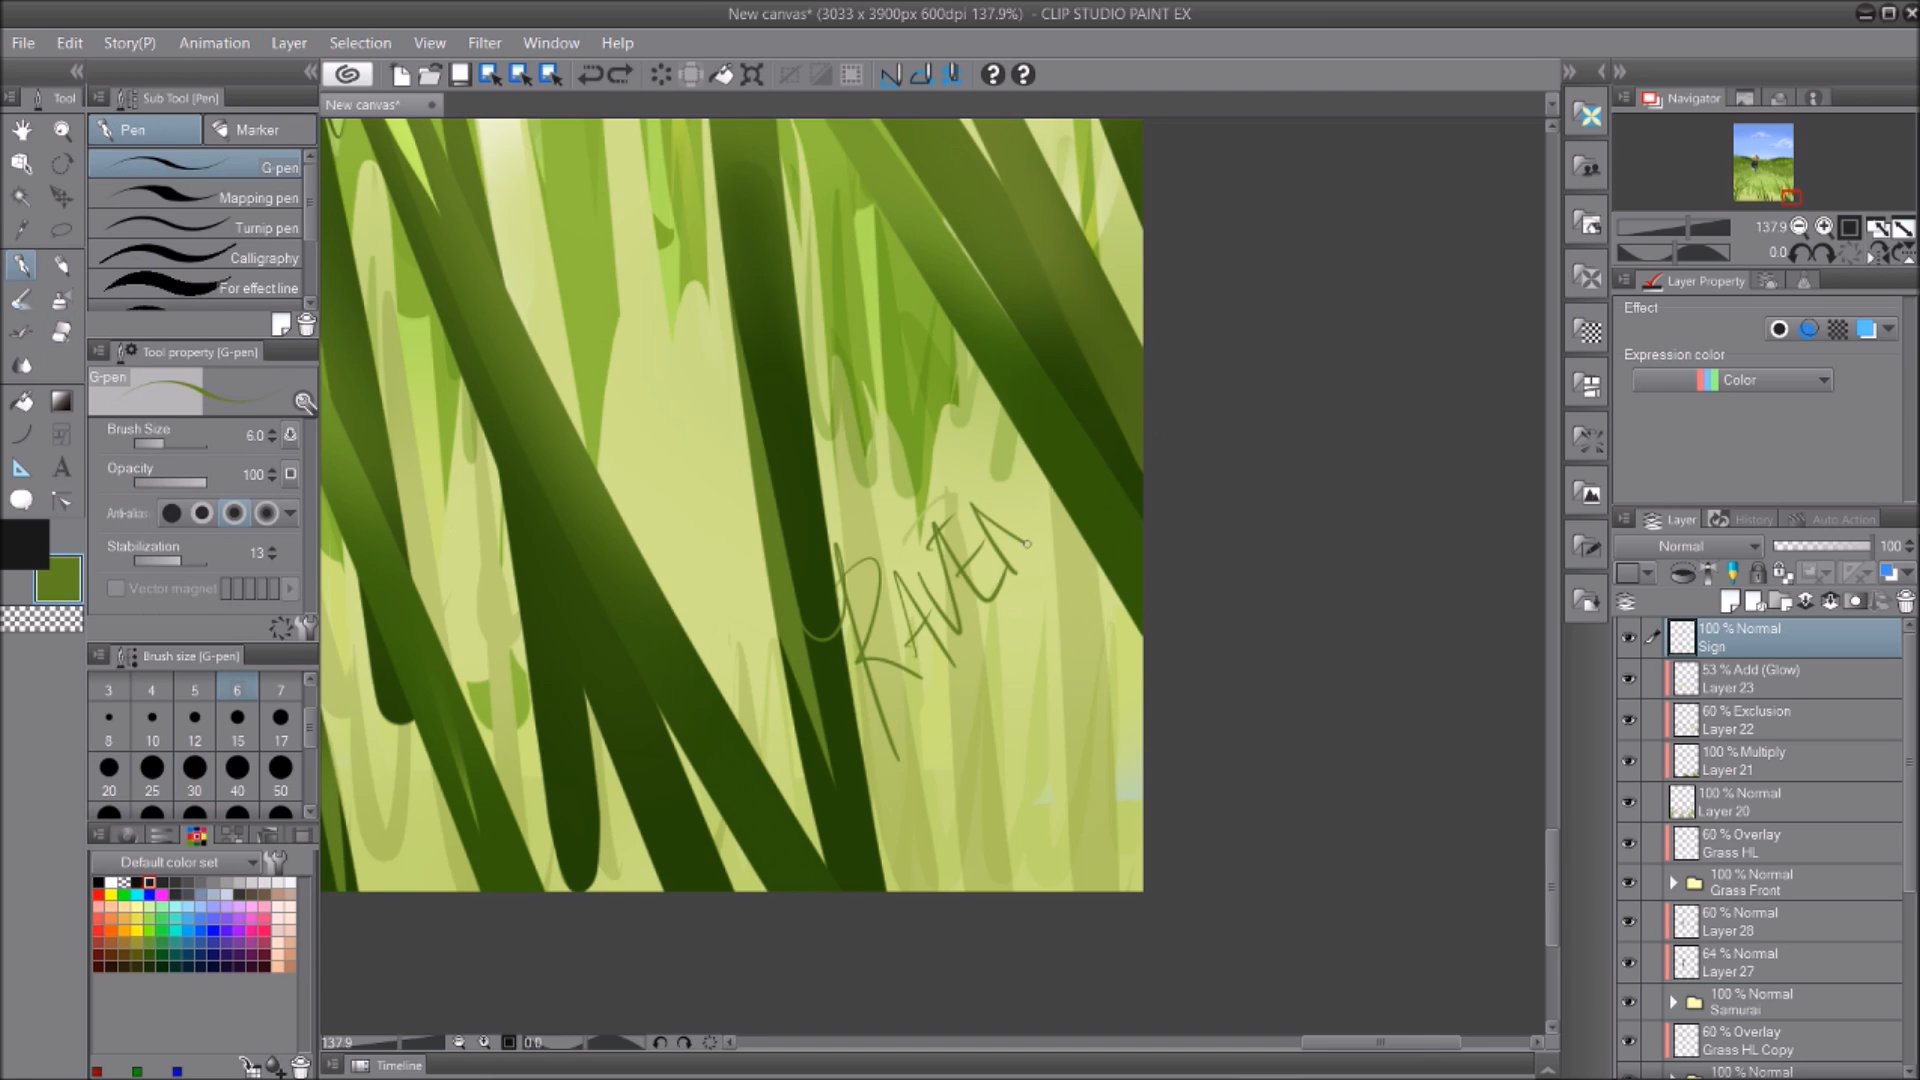 New canvas* (3033 x 3900px 600dpi 137.9%) - CLIP STUDIO PAINT EX
File Edit Story(P) Animation Layer Selection View Filter Window Help
Tool
Sub Tool [Pen]
New canvas*
Navigator
Pen Marker
G-pen
Mapping pen
Turnip pen
Calligraphy
For effect line
137.9
0.0
Layer Property
Effect
Expression color
Color
Tool property [G-pen]
G-pen
Brush Size 6.0
Opacity 100
Anti-alias
Stabilization 13
Vector magnet
RAVEN
Brush size [G-pen]
3 4 5 6 7
8 10 12 15 17
20 25 30 40 50
Default color set
Layer History Auto Action
Normal 100
100 % Normal
Sign
53 % Add (Glow)
Layer 23
60 % Exclusion
Layer 22
100 % Multiply
Layer 21
100 % Normal
Layer 20
60 % Overlay
Grass HL
100 % Normal
Grass Front
60 % Normal
Layer 28
64 % Normal
Layer 27
100 % Normal
Samurai
60 % Overlay
Grass HL Copy
100 % Normal
137.9 0.0
Timeline